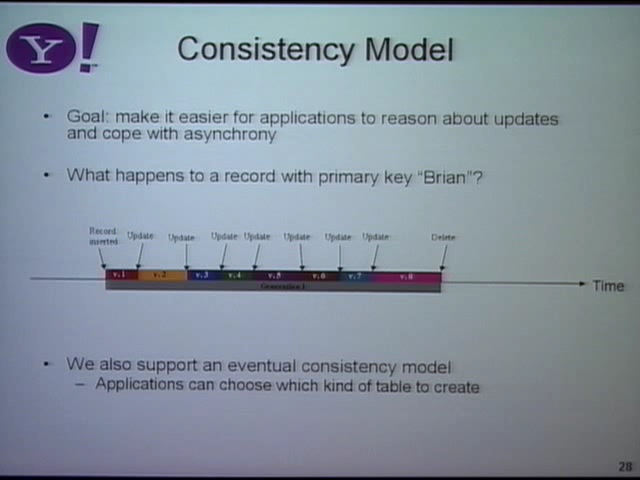 Y!
Consistency Model
• Goal: make it easier for applications to reason about updates
and cope with asynchrony
• What happens to a record with primary key “Brian”?
Record
inserted
Update Update Update Update Update Update Update Delete
v. 1 v. 2 v. 3 v. 4 v. 5 v. 6 v. 7 v. 8
Generation 1
Time
• We also support an eventual consistency model
– Applications can choose which kind of table to create
28